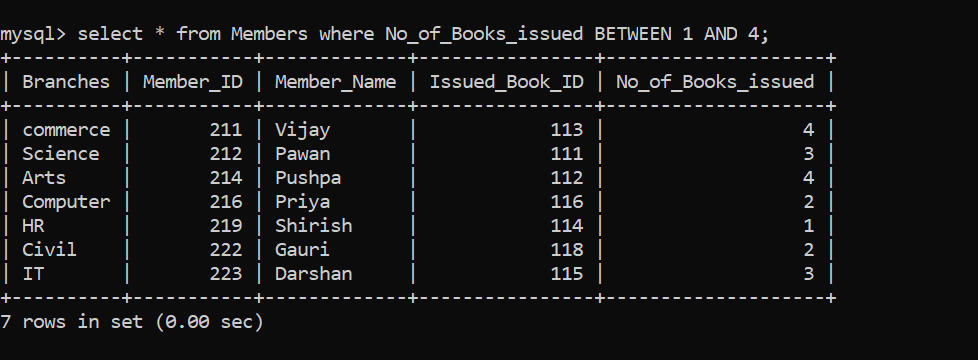 mysql> select * from Members where No_of_Books_issued BETWEEN 1 AND 4;
+----------+-----------+-------------+----------------+--------------------+
| Branches | Member_ID | Member_Name | Issued_Book_ID | No_of_Books_issued |
+----------+-----------+-------------+----------------+--------------------+
| commerce |       211 | Vijay       |            113 |                  4 |
| Science  |       212 | Pawan       |            111 |                  3 |
| Arts     |       214 | Pushpa      |            112 |                  4 |
| Computer |       216 | Priya       |            116 |                  2 |
| HR       |       219 | Shirish     |            114 |                  1 |
| Civil    |       222 | Gauri       |            118 |                  2 |
| IT       |       223 | Darshan     |            115 |                  3 |
+----------+-----------+-------------+----------------+--------------------+
7 rows in set (0.00 sec)